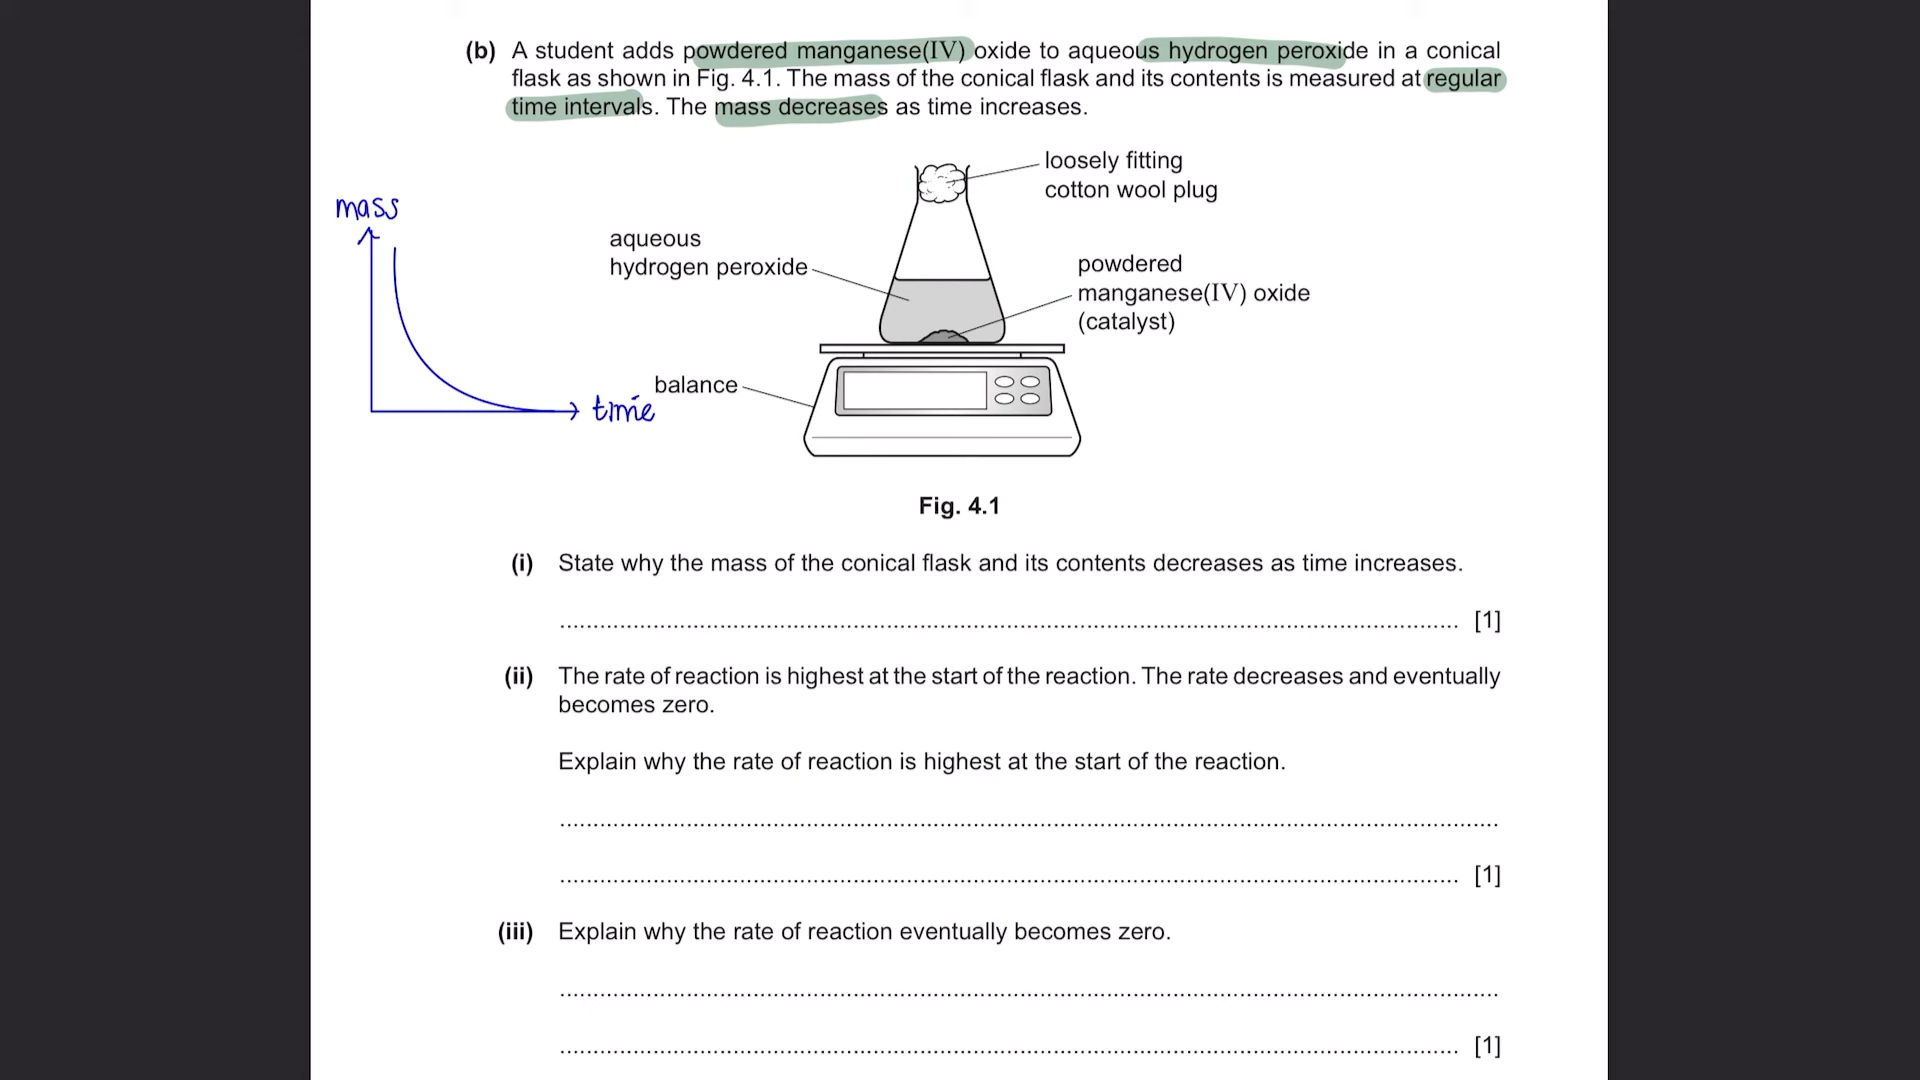 (b) A student adds powdered manganese(IV) oxide to aqueous hydrogen peroxide in a conical
flask as shown in Fig. 4.1. The mass of the conical flask and its contents is measured at regular
time intervals. The mass decreases as time increases.
loosely fitting
cotton wool plug
mass
aqueous
hydrogen peroxide
powdered
manganese(IV) oxide
(catalyst)
balance
time
Fig. 4.1
(i) State why the mass of the conical flask and its contents decreases as time increases.
.......................................................................................................................................... [1]
(ii) The rate of reaction is highest at the start of the reaction. The rate decreases and eventually
becomes zero.
Explain why the rate of reaction is highest at the start of the reaction.
..........................................................................................................................................
.......................................................................................................................................... [1]
(iii) Explain why the rate of reaction eventually becomes zero.
..........................................................................................................................................
.......................................................................................................................................... [1]